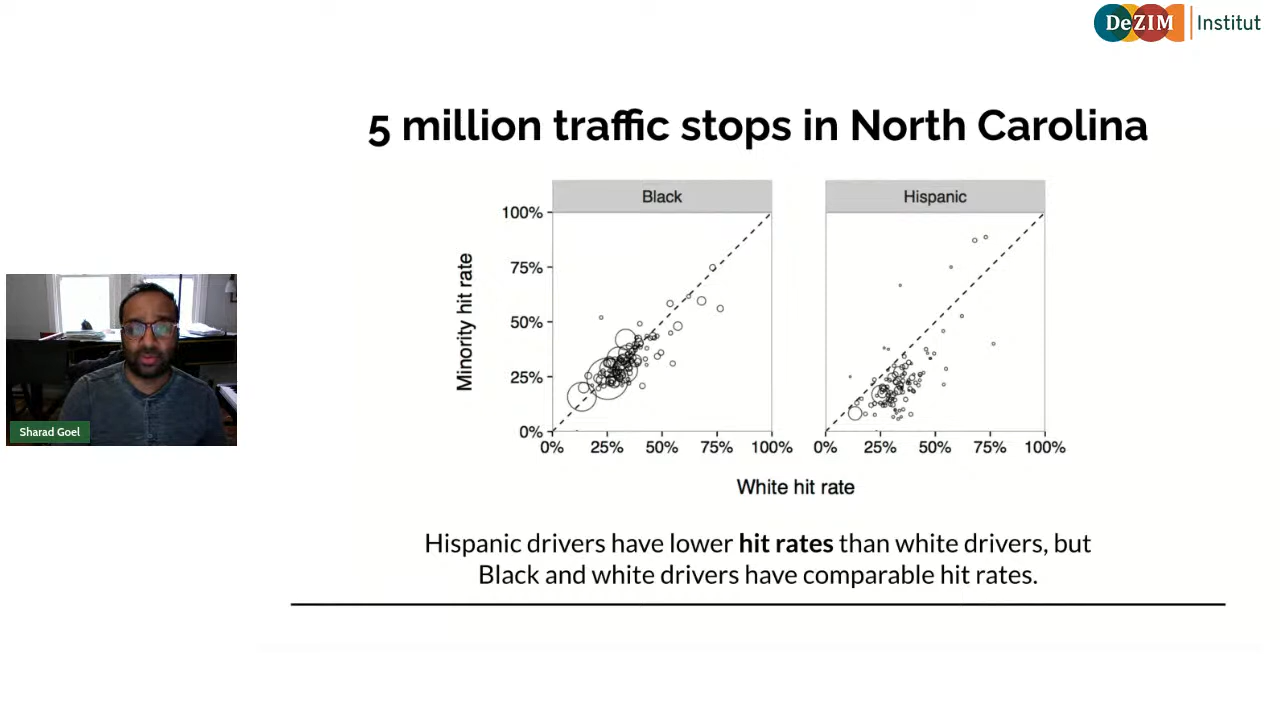 DeZIM Institut
5 million traffic stops in North Carolina
Black
Hispanic
Minority hit rate
100%
75%
50%
25%
0%
0% 25% 50% 75% 100%
0% 25% 50% 75% 100%
White hit rate
Sharad Goel
Hispanic drivers have lower hit rates than white drivers, but
Black and white drivers have comparable hit rates.